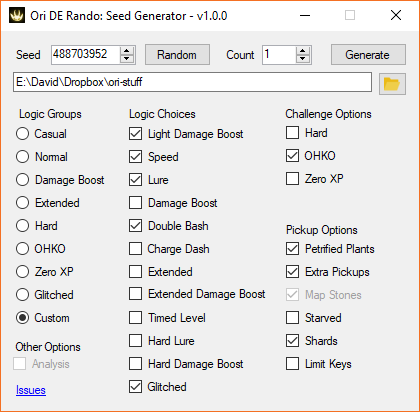 Ori DE Rando: Seed Generator - v1.0.0
Seed 488703952 Random Count 1 Generate
E:\David\Dropbox\ori-stuff
Logic Groups
Casual
Normal
Damage Boost
Extended
Hard
OHKO
Zero XP
Glitched
Custom
Other Options
Analysis
Issues
Logic Choices
Light Damage Boost
Speed
Lure
Damage Boost
Double Bash
Charge Dash
Extended
Extended Damage Boost
Timed Level
Hard Lure
Hard Damage Boost
Glitched
Challenge Options
Hard
OHKO
Zero XP
Pickup Options
Petrified Plants
Extra Pickups
Map Stones
Starved
Shards
Limit Keys